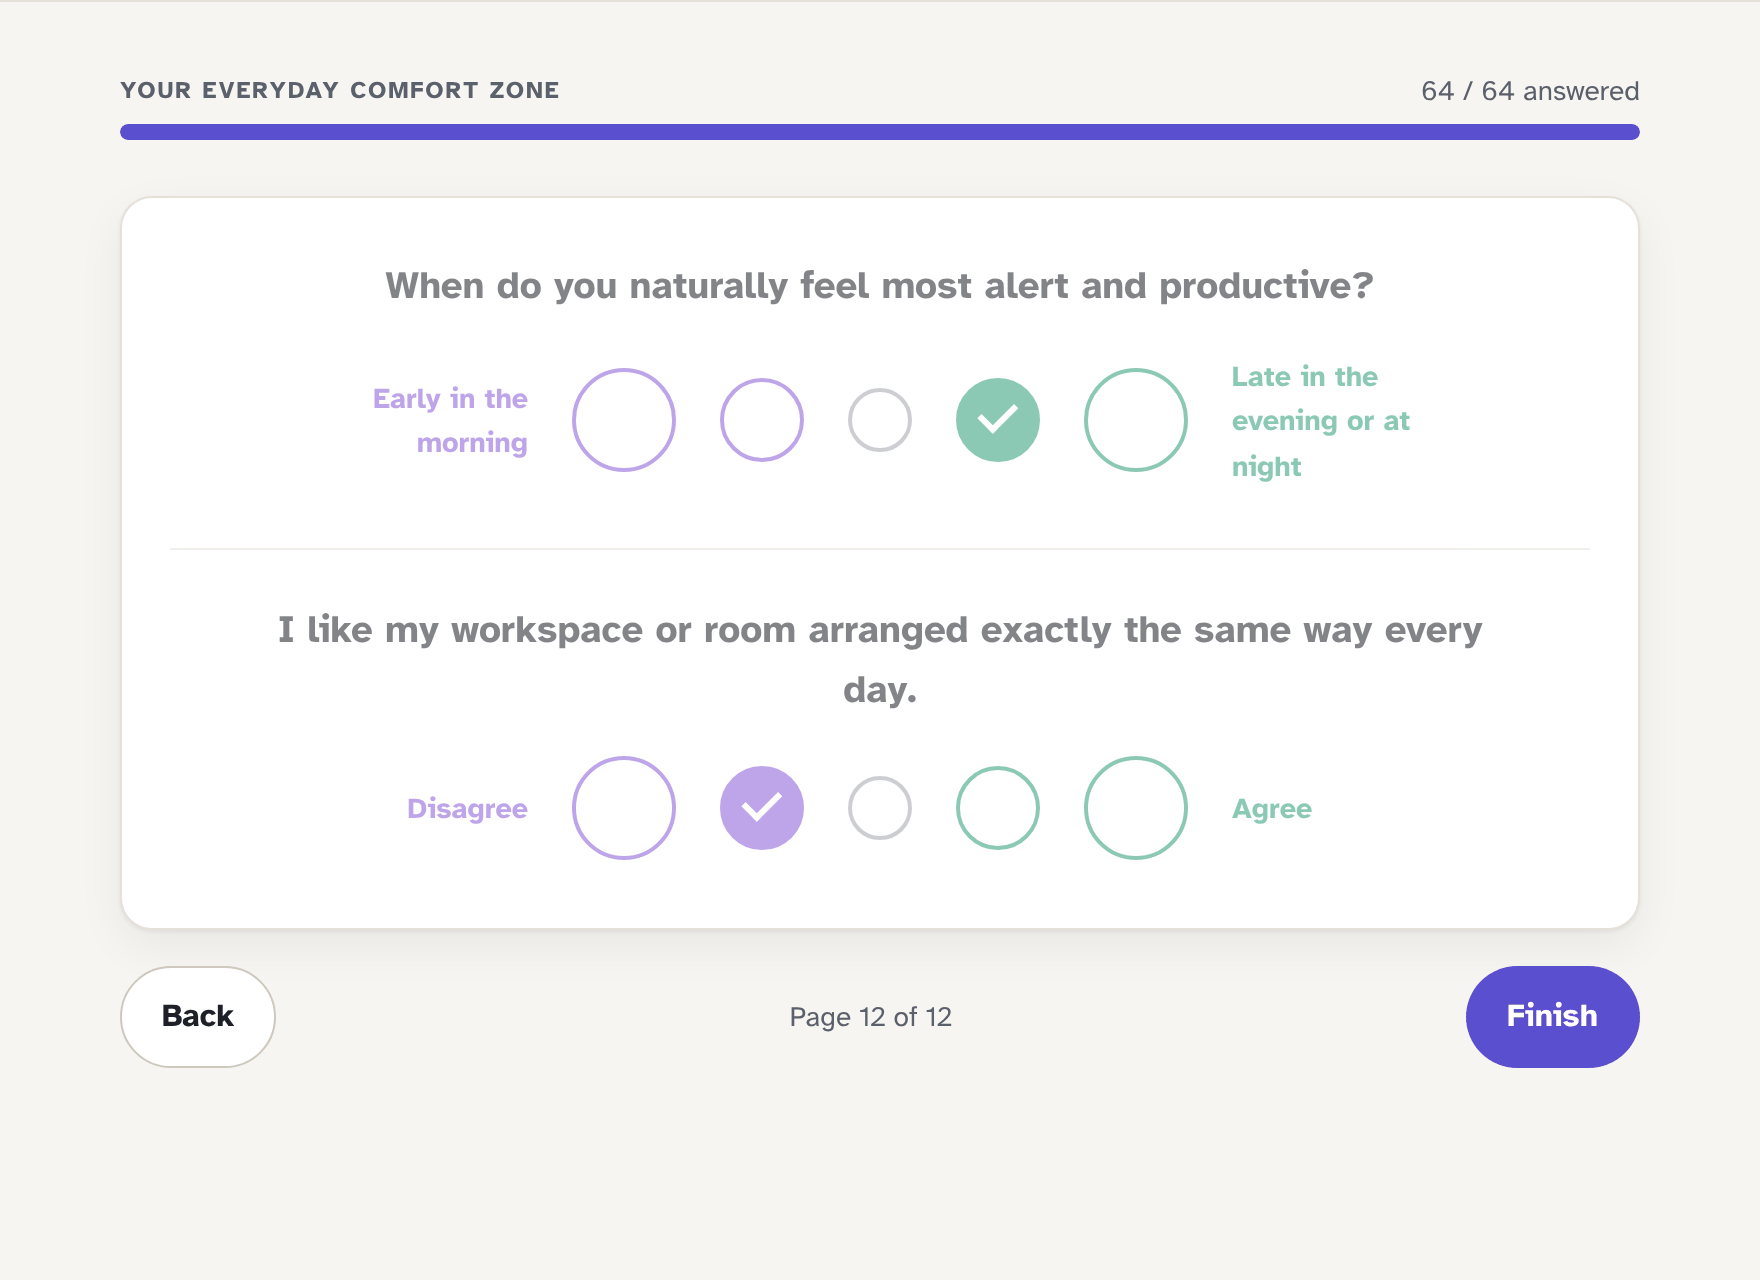 YOUR EVERYDAY COMFORT ZONE
64 / 64 answered
When do you naturally feel most alert and productive?
Early in the
morning
Late in the
evening or at
night
I like my workspace or room arranged exactly the same way every
day.
Disagree
Agree
Back
Page 12 of 12
Finish